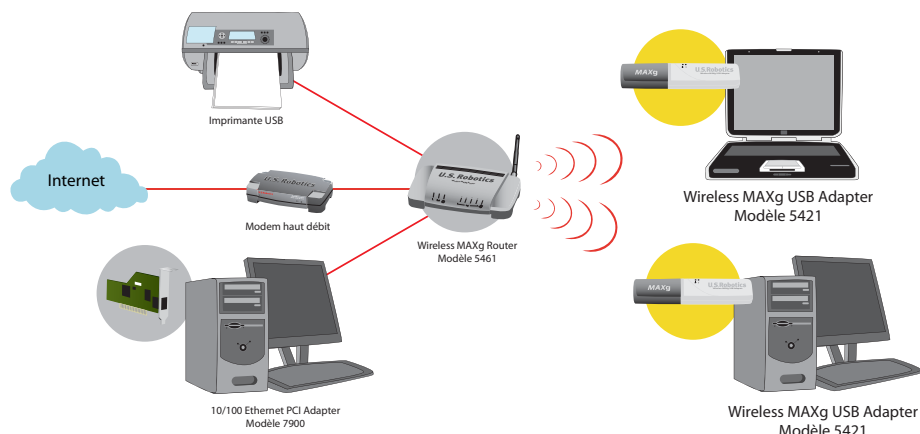 Imprimante USB
MAXg
U.S.Robotics
Internet
U.S. Robotics
Modem haut débit
U.S. Robotics
Wireless MAXg Router
Modèle 5461
Wireless MAXg USB Adapter
Modèle 5421
MAXg
U.S.Robotics
10/100 Ethernet PCI Adapter
Modèle 7900
Wireless MAXg USB Adapter
Modèle 5421